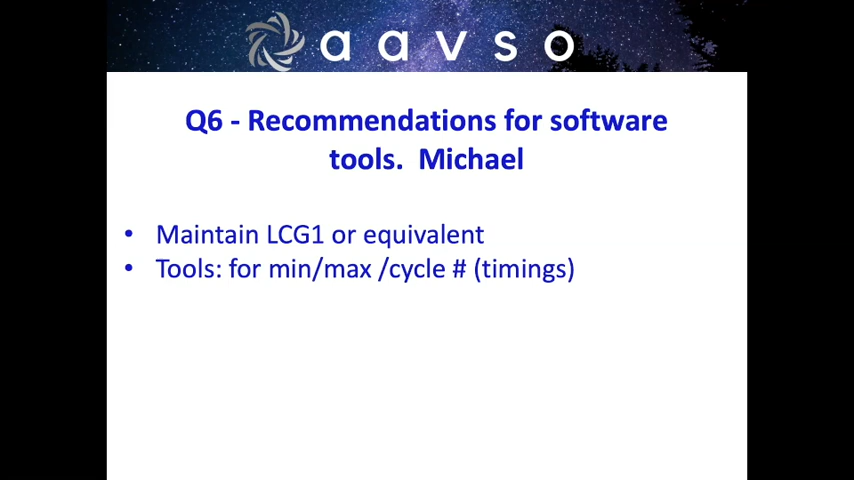 aavso
Q6 - Recommendations for software
tools.  Michael
• Maintain LCG1 or equivalent
• Tools: for min/max /cycle # (timings)